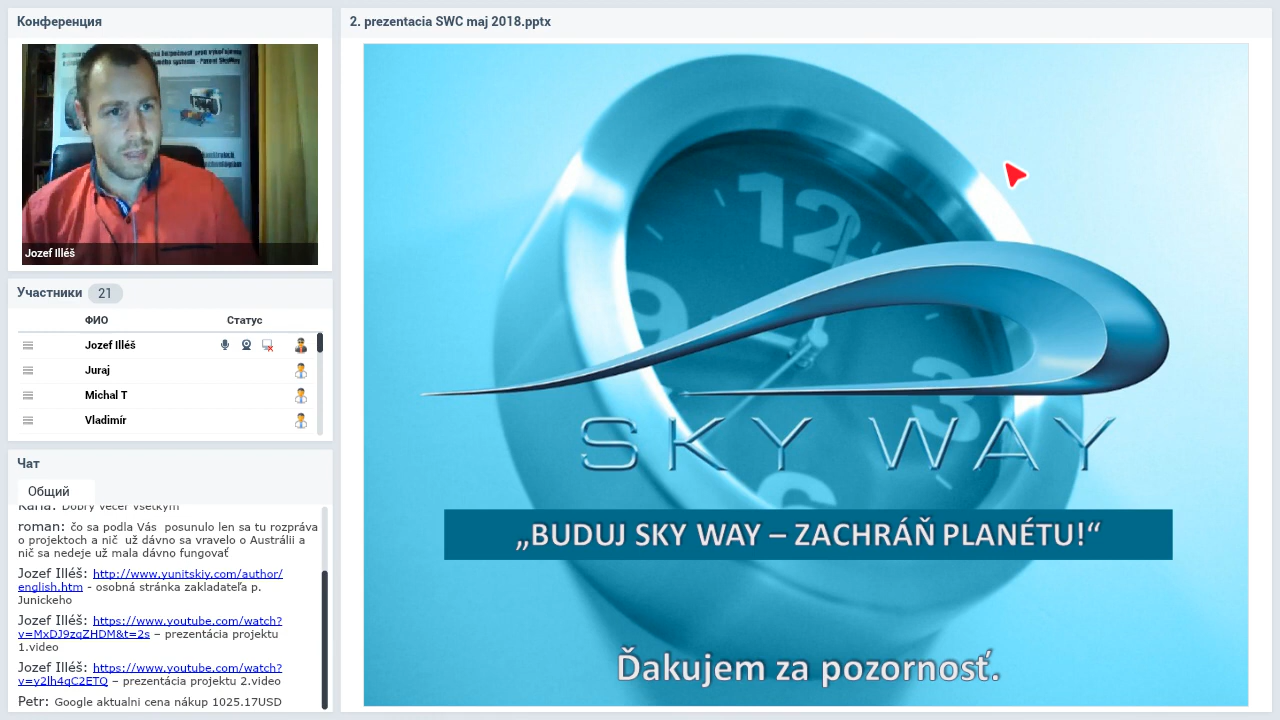 Конференция
Jozef Illéš
Участники 21
ФИО Статус
Jozef Illéš
Juraj
Michal T
Vladimír
Чат
Общий
Karla: Dobrý večer všetkým
roman: čo sa podla Vás posunulo len sa tu rozpráva
o projektoch a nič už dávno sa vravelo o Austrálii a
nič sa nedeje už mala dávno fungovať
Jozef Illéš: http://www.yunitskiy.com/author/
english.htm - osobná stránka zakladateľa p.
Junickeho
Jozef Illéš: https://www.youtube.com/watch?
v=MxDJ9zqZHDM&t=2s – prezentácia projektu
1.video
Jozef Illéš: https://www.youtube.com/watch?
v=y2lh4qC2ETQ – prezentácia projektu 2.video
Petr: Google aktualni cena nákup 1025.17USD
2. prezentacia SWC maj 2018.pptx
12
9
3
6
SKY WAY
„BUDUJ SKY WAY – ZACHRÁŇ PLANÉTU!“
Ďakujem za pozornosť.